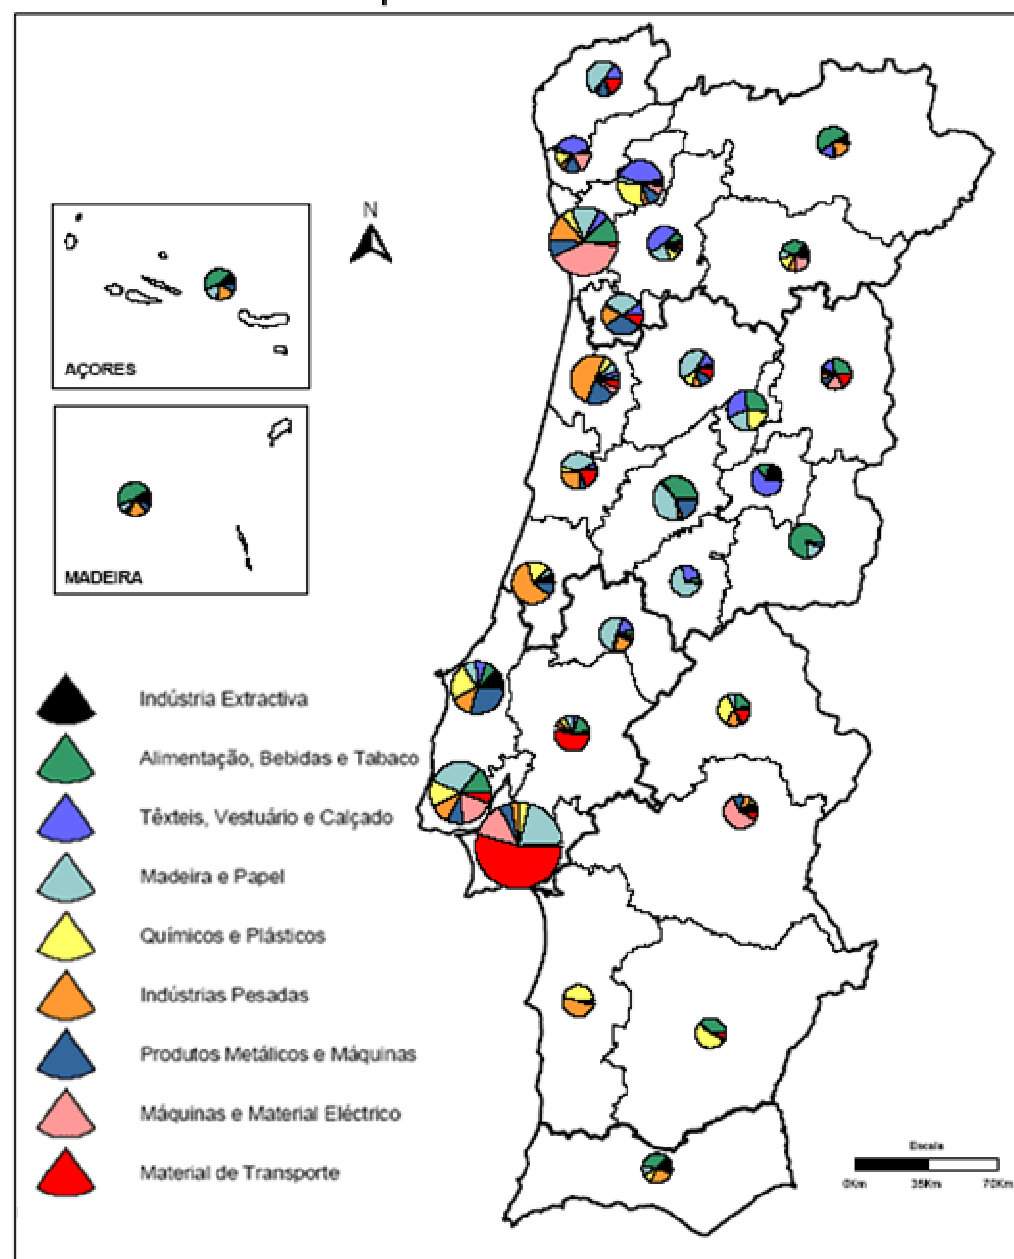 N
AÇORES
MADEIRA
Indústria Extractiva
Alimentação, Bebidas e Tabaco
Têxteis, Vestuário e Calçado
Madeira e Papel
Químicos e Plásticos
Indústrias Pesadas
Produtos Metálicos e Máquinas
Máquinas e Material Eléctrico
Material de Transporte
Escala
0Km 35Km 70Km